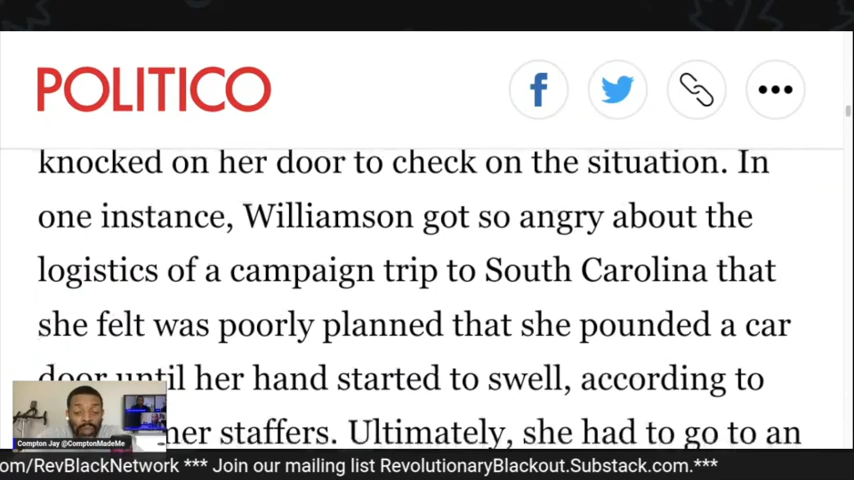 POLITICO
knocked on her door to check on the situation. In
one instance, Williamson got so angry about the
logistics of a campaign trip to South Carolina that
she felt was poorly planned that she pounded a car
door until her hand started to swell, according to
mer staffers. Ultimately, she had to go to an
Compton Jay @ComptonMadeMe
om/RevBlackNetwork *** Join our mailing list RevolutionaryBlackout.Substack.com.***